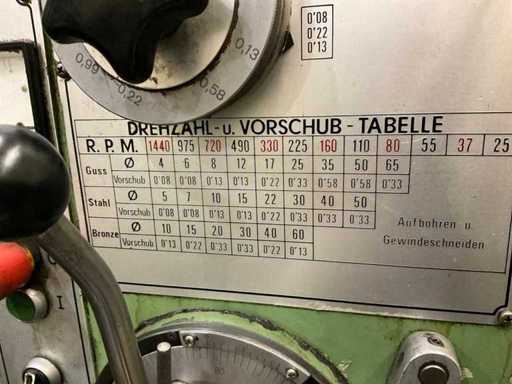 0'08
0'22
0'13
0,13
0,58
0,22
0,99
DREHZAHL-u. VORSCHUB-TABELLE
R.P.M. 1440 975 720 490 330 225 160 110 80 55 37 25
Guss Ø 4 6 8 12 17 25 35 50 65
Vorschub 0'08 0'08 0'13 0'13 0'22 0'33 0'58 0'58 0'33
Stahl Ø 5 7 10 15 22 30 40 50
Vorschub 0'08 0'08 0'13 0'13 0'22 0'33 0'33 0'33
Aufbohren u.
Gewindeschneiden
Bronze Ø 10 15 20 30 40 60
Vorschub 0'13 0'22 0'33 0'33 0'22 0'13
I